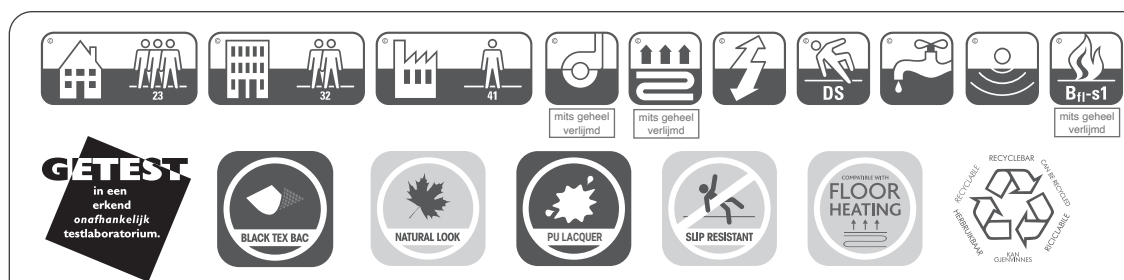 23
32
41
DS
Bfl-s1
mits geheel
verlijmd
mits geheel
verlijmd
mits geheel
verlijmd
GETEST
in een
erkend
onafhankelijk
testlaboratorium.
BLACK TEX BAC
NATURAL LOOK
PU LACQUER
SLIP RESISTANT
COMPATIBLE WITH
FLOOR
HEATING
RECYCLEBAR
CAN BE RECYCLED
RICICLABILE
KAN
GJENVINNES
HERBRUIKBAAR
RECYCLABLE